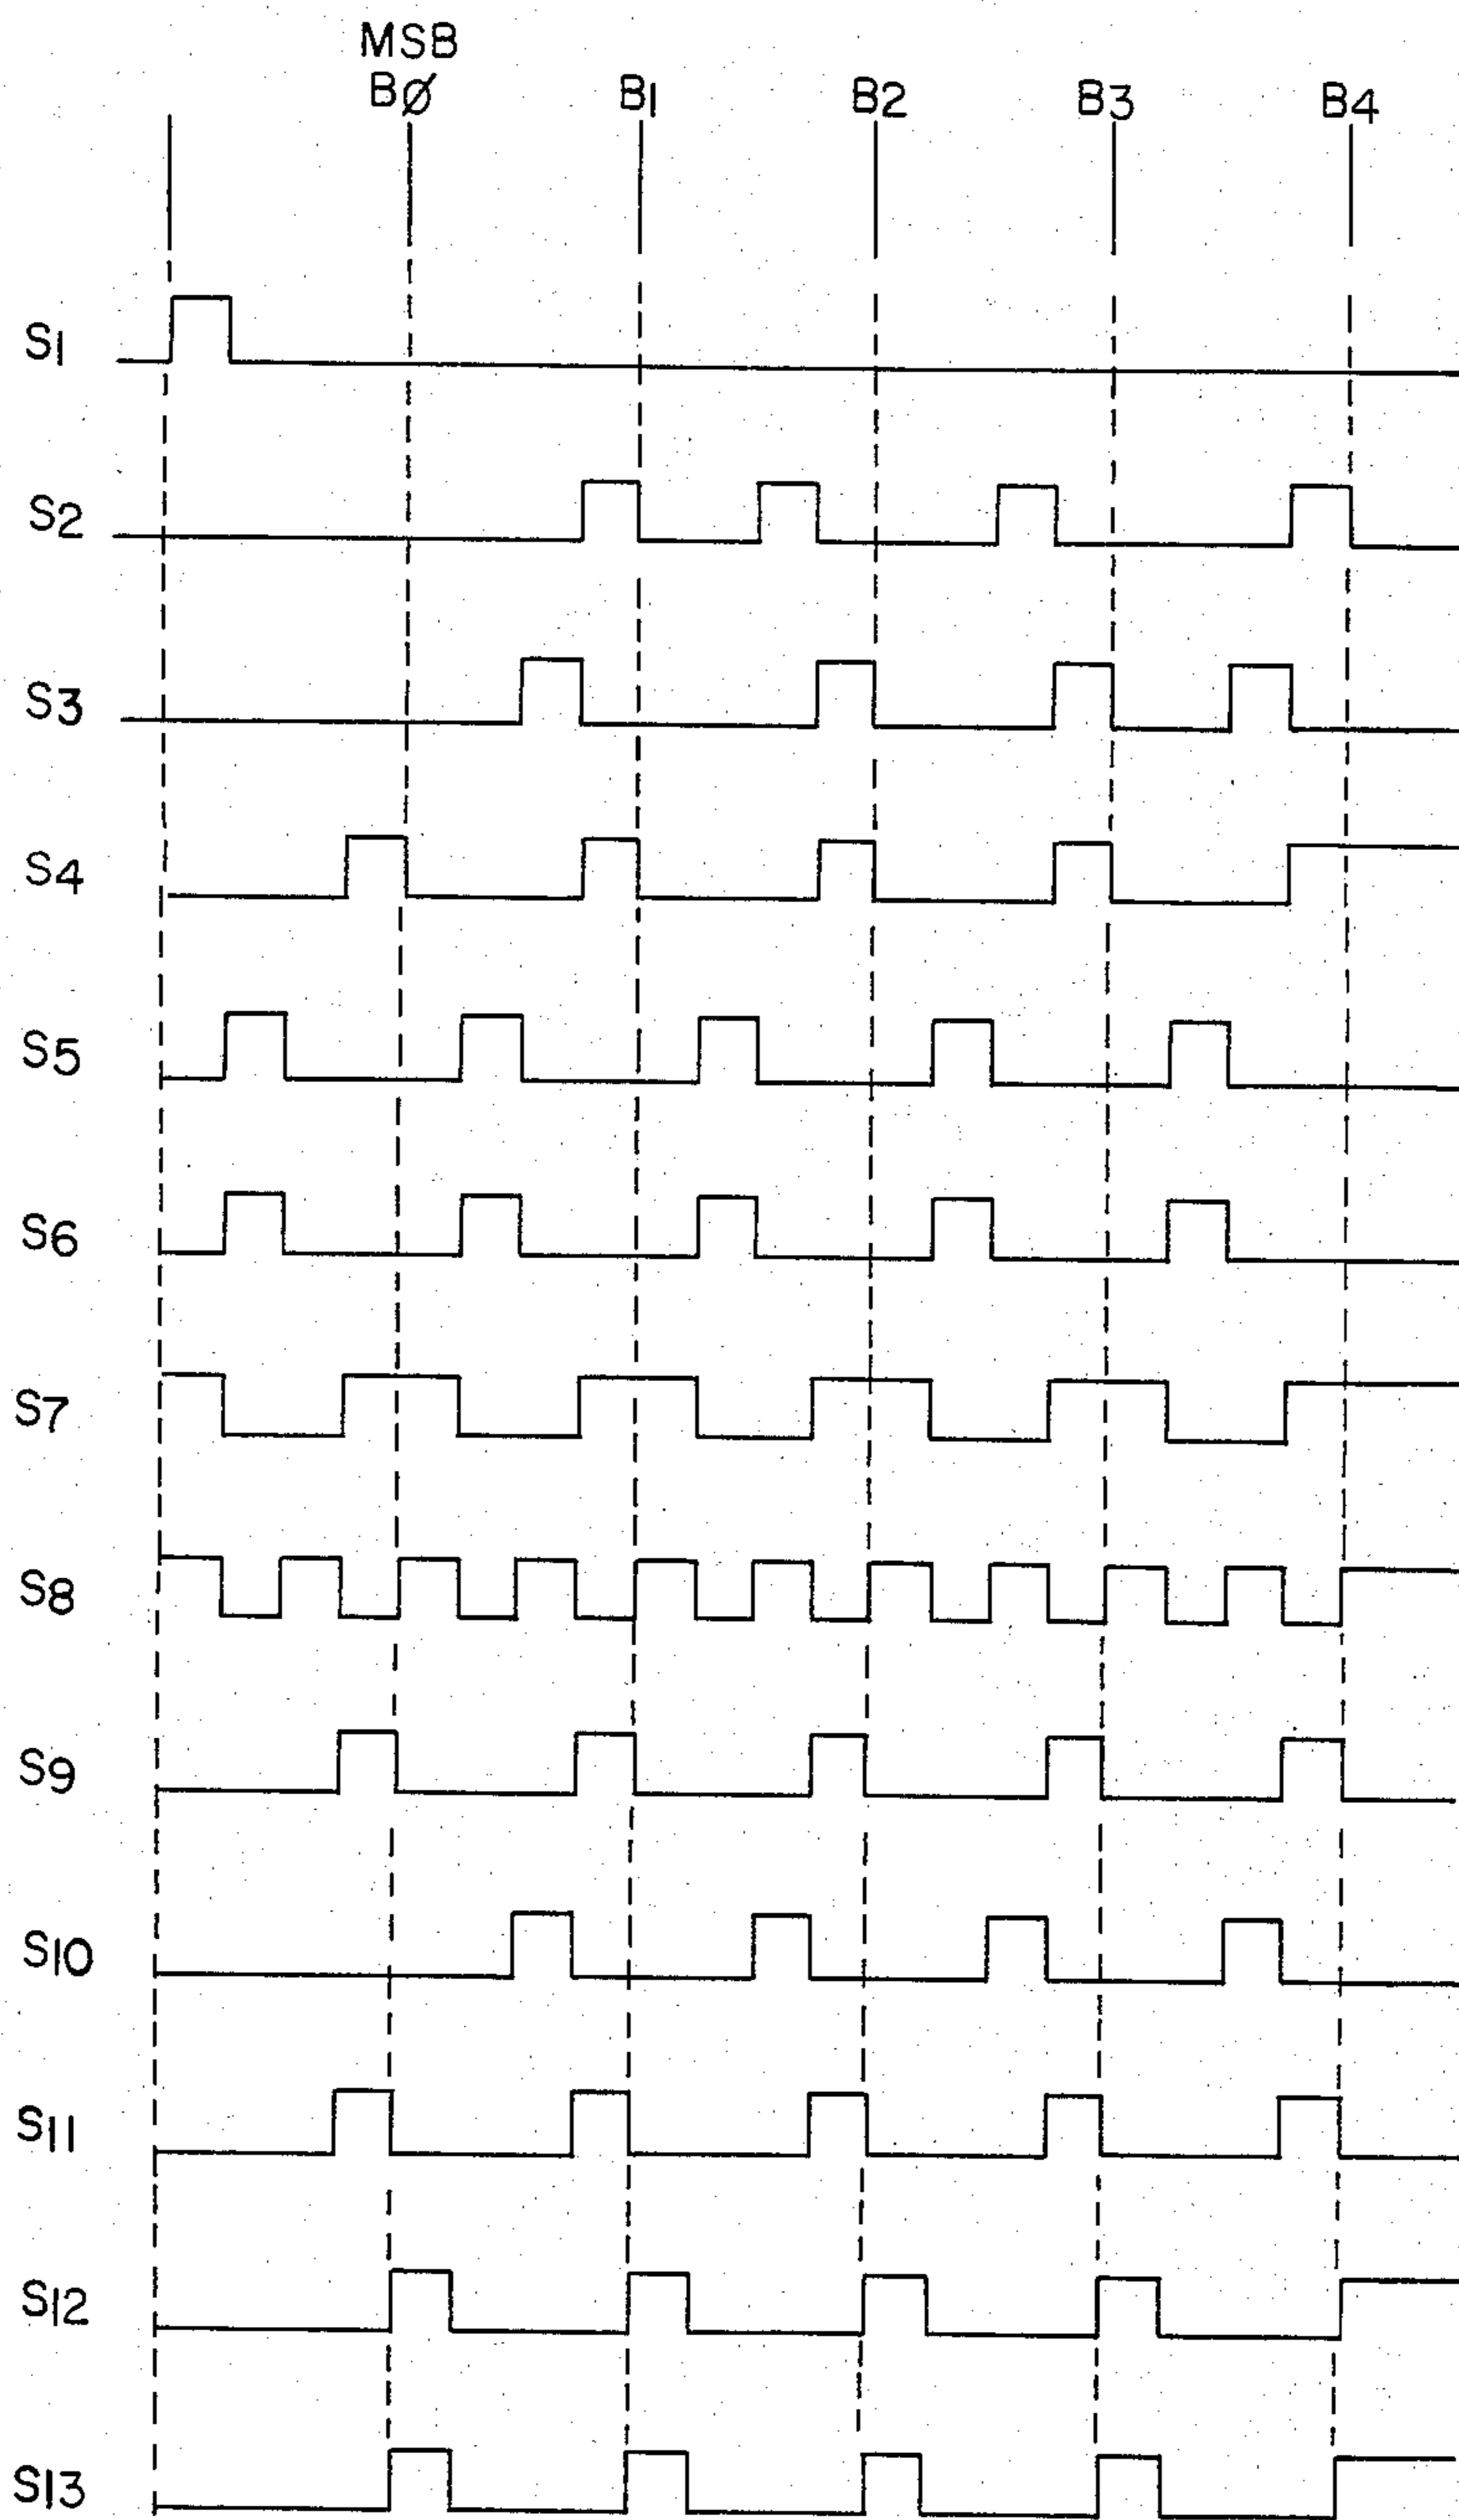 MSB
BØ B1 B2 B3 B4
S1
S2
S3
S4
S5
S6
S7
S8
S9
S10
S11
S12
S13